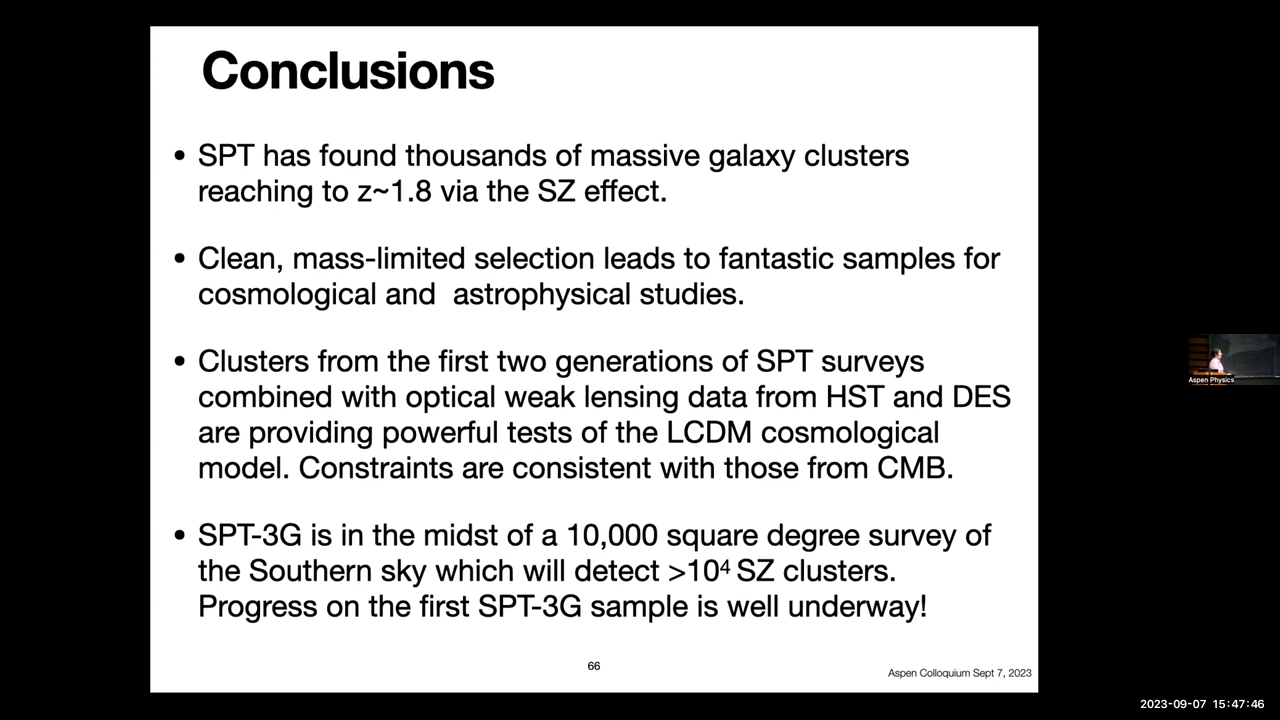 Conclusions
• SPT has found thousands of massive galaxy clusters
reaching to z~1.8 via the SZ effect.
• Clean, mass-limited selection leads to fantastic samples for
cosmological and  astrophysical studies.
• Clusters from the first two generations of SPT surveys
combined with optical weak lensing data from HST and DES
are providing powerful tests of the LCDM cosmological
model. Constraints are consistent with those from CMB.
• SPT-3G is in the midst of a 10,000 square degree survey of
the Southern sky which will detect >10⁴ SZ clusters.
Progress on the first SPT-3G sample is well underway!
66
Aspen Colloquium Sept 7, 2023
Aspen Physics
2023-09-07 15:47:46